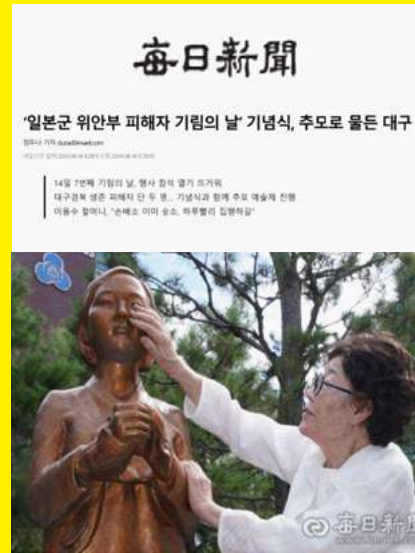 每日新聞
'일본군 위안부 피해자 기림의 날' 기념식, 추모로 물든 대구
14일 7번째 기림의 날, 행사 참석 열기 뜨거워
대구경북 생존 피해자 단 두 명… 기념식과 함께 추모 예술제 진행
이용수 할머니, "손배소 이미 승소, 하루빨리 집행하길"
每日新聞